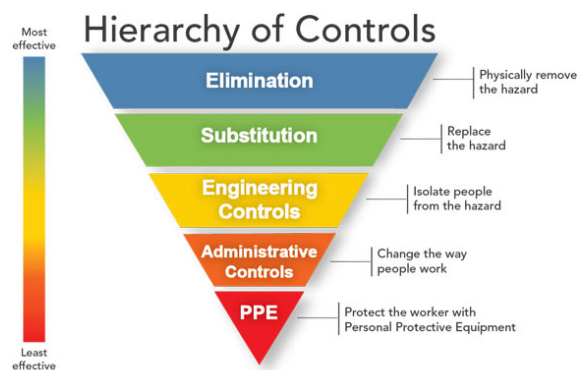 Hierarchy of Controls
Most
effective
Elimination
Physically remove
the hazard
Substitution
Replace
the hazard
Engineering
Controls
Isolate people
from the hazard
Administrative
Controls
Change the way
people work
PPE
Protect the worker with
Personal Protective Equipment
Least
effective